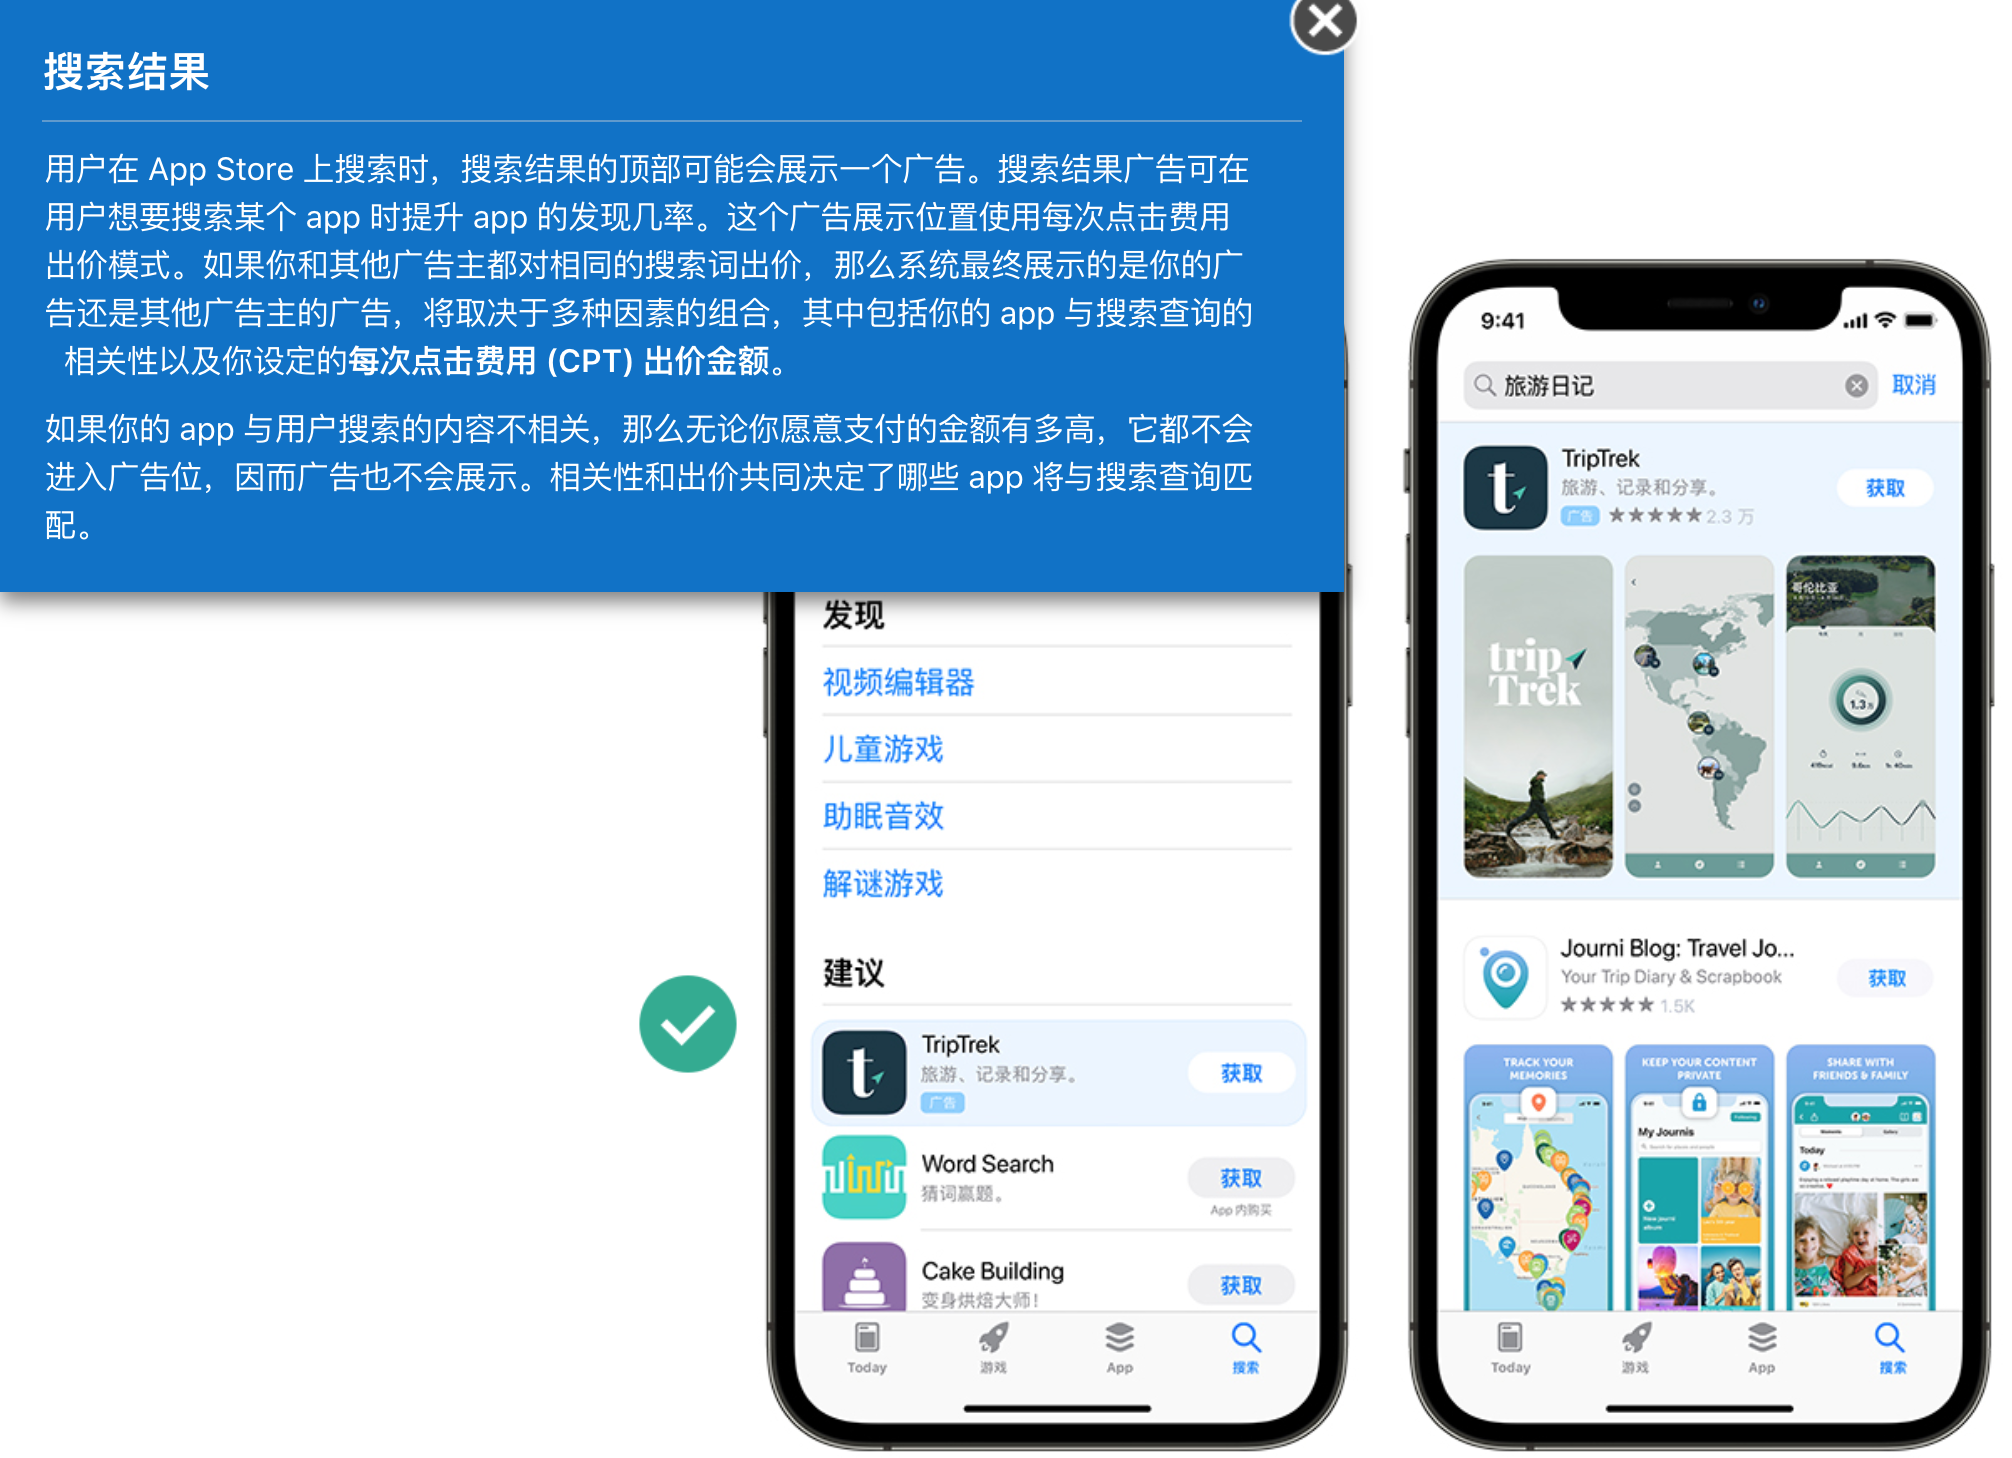 搜索结果
用户在 App Store 上搜索时，搜索结果的顶部可能会展示一个广告。搜索结果广告可在
用户想要搜索某个 app 时提升 app 的发现几率。这个广告展示位置使用每次点击费用
出价模式。如果你和其他广告主都对相同的搜索词出价，那么系统最终展示的是你的广
告还是其他广告主的广告，将取决于多种因素的组合，其中包括你的 app 与搜索查询的
相关性以及你设定的每次点击费用 (CPT) 出价金额。
如果你的 app 与用户搜索的内容不相关，那么无论你愿意支付的金额有多高，它都不会
进入广告位，因而广告也不会展示。相关性和出价共同决定了哪些 app 将与搜索查询匹
配。
发现
视频编辑器
儿童游戏
助眠音效
解谜游戏
建议
TripTrek
旅游、记录和分享。
广告
获取
Word Search
猜词赢题。
获取
App 内购买
Cake Building
变身烘焙大师！
获取
Today
游戏
App
搜索
9:41
旅游日记
取消
TripTrek
旅游、记录和分享。
广告
2.3 万
获取
trip
Trek
哥伦比亚
1.3
Journi Blog: Travel Jo...
Your Trip Diary & Scrapbook
1.5K
获取
TRACK YOUR
MEMORIES
KEEP YOUR CONTENT
PRIVATE
My Journis
New journi
album
SHARE WITH
FRIENDS & FAMILY
Today
Today
游戏
App
搜索